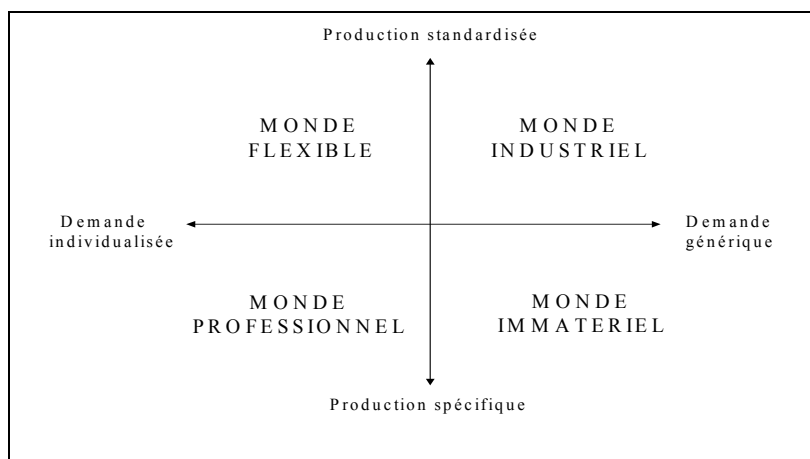 Production standardisée
MONDE
FLEXIBLE
MONDE
INDUSTRIEL
Demande
individualisée
Demande
générique
MONDE
PROFESSIONNEL
MONDE
IMMATERIEL
Production spécifique